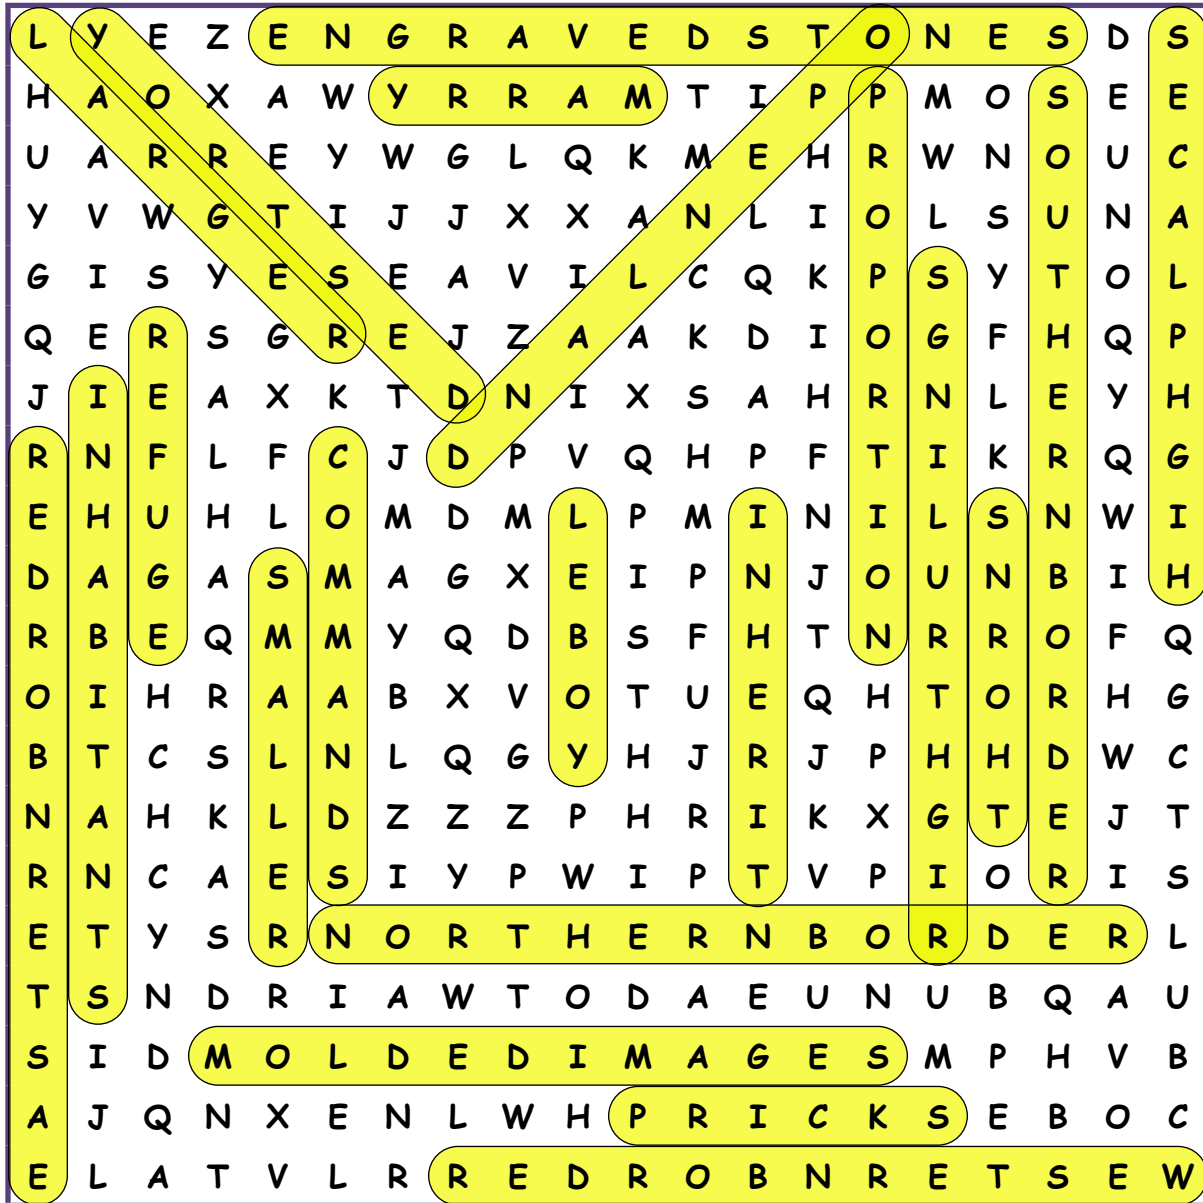 L Y E Z E N G R A V E D S T O N E S D S
H A O X A W Y R R A M T I P P M O S E E
U A R R E Y W G L Q K M E H R W N O U C
Y V W G T I J J X X A N L I O L S U N A
G I S Y E S E A V I L C Q K P S Y T O L
Q E R S G R E J Z A A K D I O G F H Q P
J I E A X K T D N I X S A H R N L E Y H
R N F L F C J D P V Q H P F T I K R Q G
E H U H L O M D M L P M I N I L S N W I
D A G A S M A G X E I P N J O U N B I H
R B E Q M M Y Q D B S F H T N R R O F Q
O I H R A A B X V O T U E Q H T O R H G
B T C S L N L Q G Y H J R J P H H D W C
N A H K L D Z Z Z P H R I K X G T E J T
R N C A E S I Y P W I P T V P I O R I S
E T Y S R N O R T H E R N B O R D E R L
T S N D R I A W T O D A E U N U B Q A U
S I D M O L D E D I M A G E S M P H V B
A J Q N X E N L W H P R I C K S E B O C
E L A T V L R R E D R O B N R E T S E W